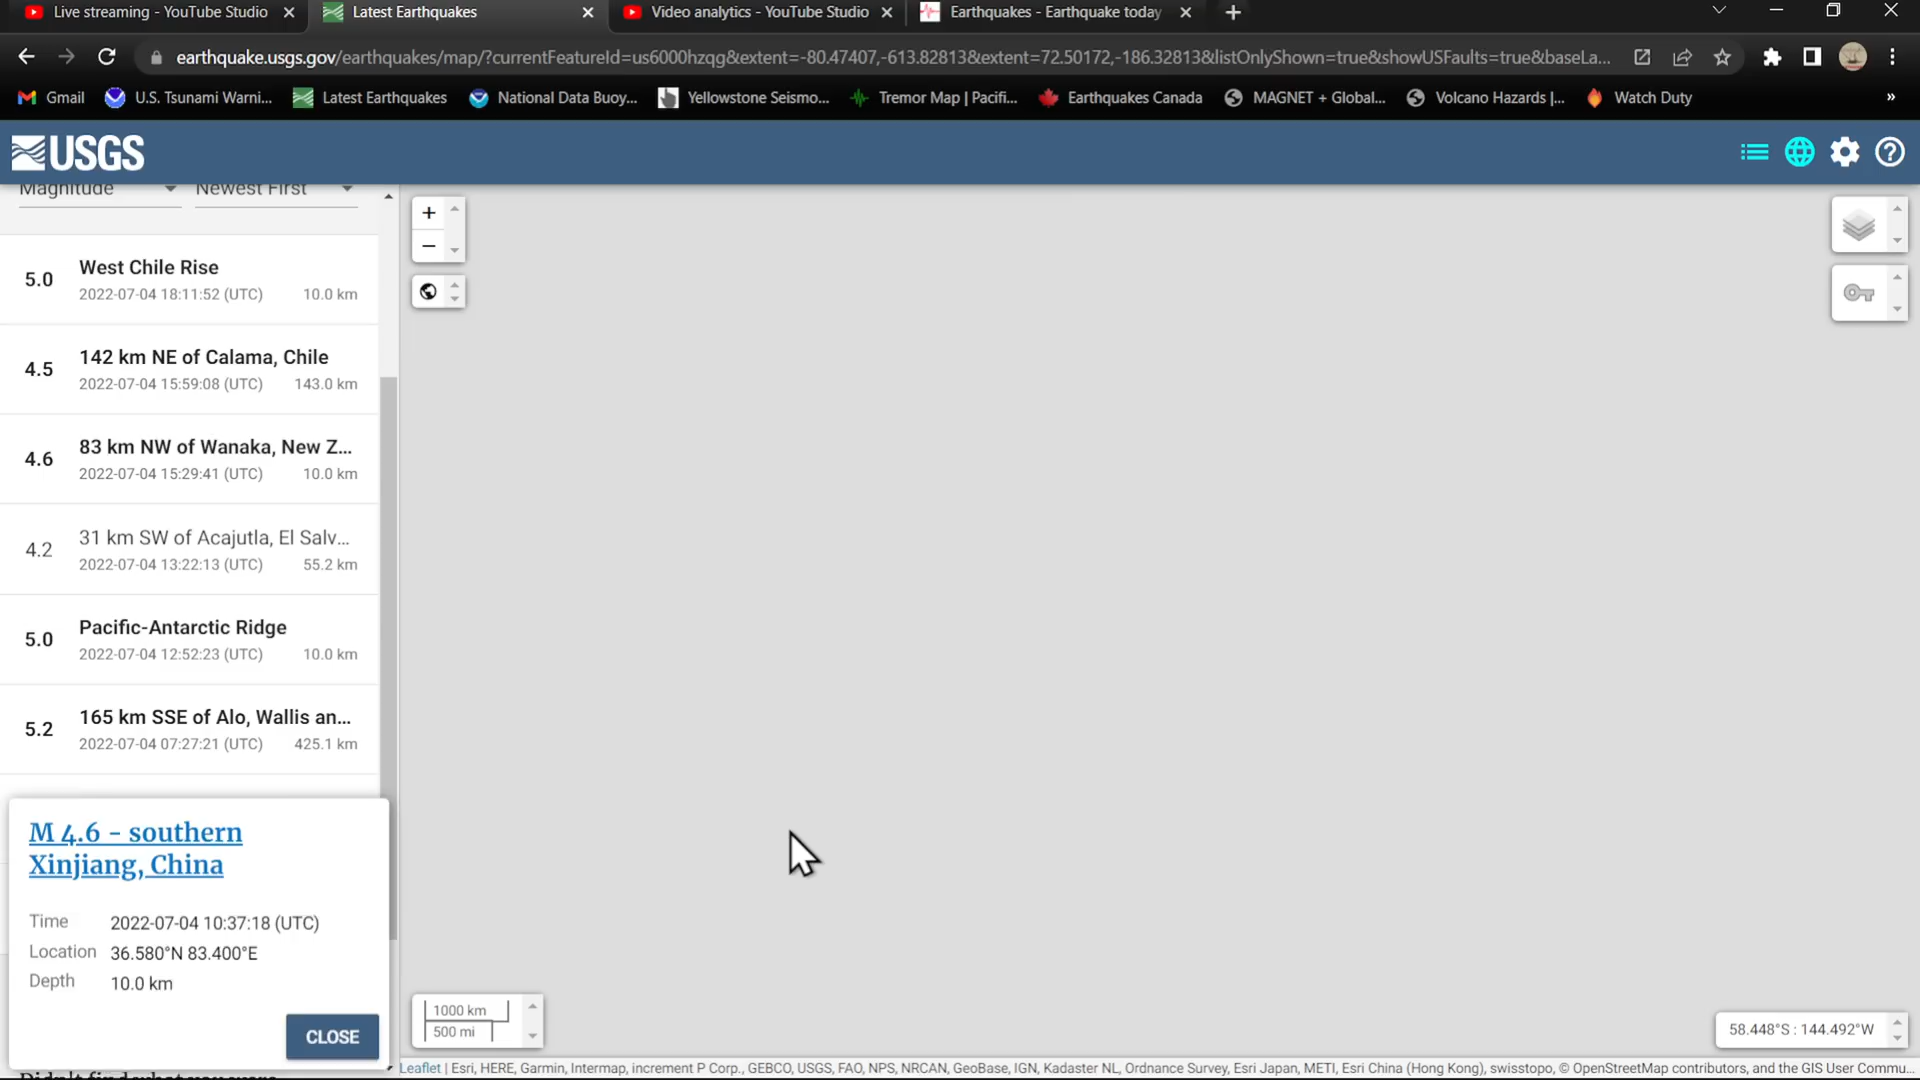 Live streaming - YouTube Studio
Latest Earthquakes
Video analytics - YouTube Studio
Earthquakes - Earthquake today
earthquake.usgs.gov/earthquakes/map/?currentFeatureId=us6000hzqg&extent=-80.47407,-613.82813&extent=72.50172,-186.32813&listOnlyShown=true&showUSFaults=true&baseLa...
Gmail
U.S. Tsunami Warni...
Latest Earthquakes
National Data Buoy...
Yellowstone Seismo...
Tremor Map | Pacifi...
Earthquakes Canada
MAGNET + Global...
Volcano Hazards |...
Watch Duty
»
USGS
Magnitude
Newest First
5.0
West Chile Rise
2022-07-04 18:11:52 (UTC) 10.0 km
4.5
142 km NE of Calama, Chile
2022-07-04 15:59:08 (UTC) 143.0 km
4.6
83 km NW of Wanaka, New Z...
2022-07-04 15:29:41 (UTC) 10.0 km
4.2
31 km SW of Acajutla, El Salv...
2022-07-04 13:22:13 (UTC) 55.2 km
5.0
Pacific-Antarctic Ridge
2022-07-04 12:52:23 (UTC) 10.0 km
5.2
165 km SSE of Alo, Wallis an...
2022-07-04 07:27:21 (UTC) 425.1 km
M 4.6 - southern
Xinjiang, China
Time 2022-07-04 10:37:18 (UTC)
Location 36.580°N 83.400°E
Depth 10.0 km
CLOSE
Didn't find what you were
+
−
1000 km
500 mi
58.448°S : 144.492°W
Leaflet | Esri, HERE, Garmin, Intermap, increment P Corp., GEBCO, USGS, FAO, NPS, NRCAN, GeoBase, IGN, Kadaster NL, Ordnance Survey, Esri Japan, METI, Esri China (Hong Kong), swisstopo, © OpenStreetMap contributors, and the GIS User Commu...